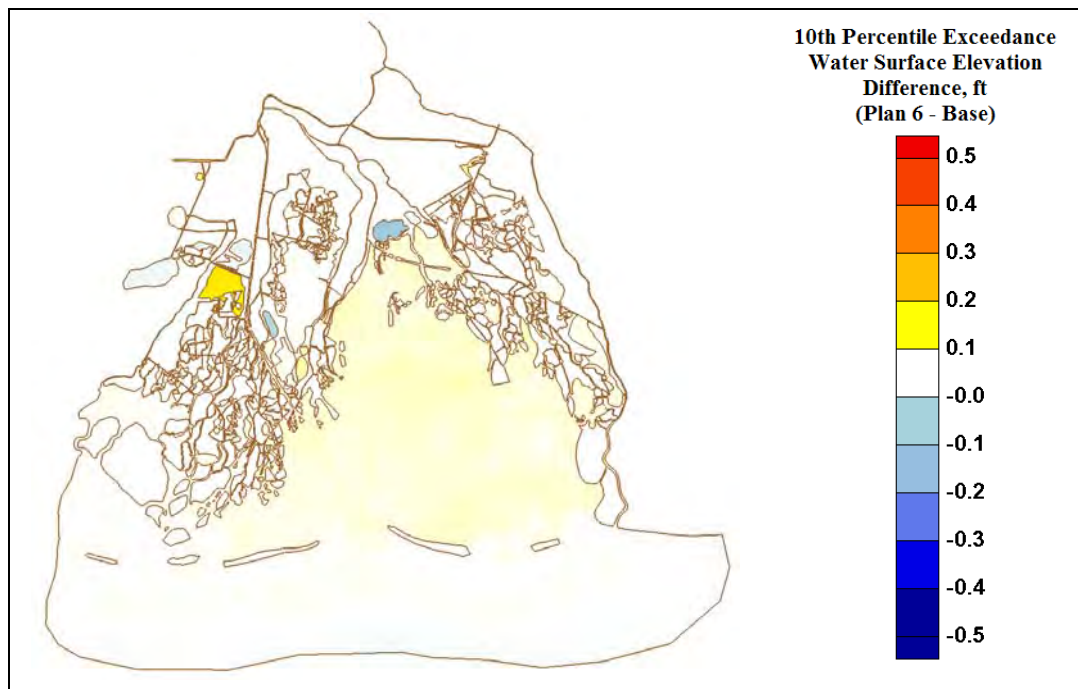 10th Percentile Exceedance
Water Surface Elevation
Difference, ft
(Plan 6 - Base)
0.5
0.4
0.3
0.2
0.1
-0.0
-0.1
-0.2
-0.3
-0.4
-0.5